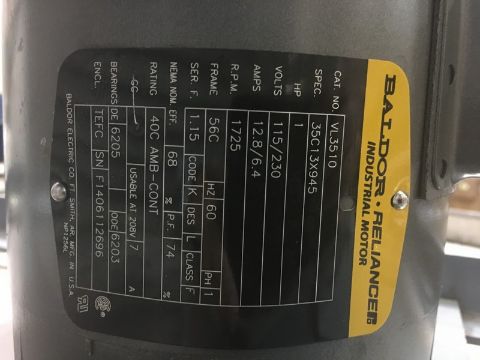 BALDOR • RELIANCER
INDUSTRIAL MOTOR
CAT. NO. VL3510
SPEC. 35C13X945
HP 1
VOLTS 115/230
AMPS 12.8/6.4
R.P.M. 1725
FRAME 56C HZ 60 PH 1
SER. F. 1.15 CODE K DES L CLASS F
NEMA NOM. EFF. 68 % P.F. 74 %
RATING 40C AMB-CONT
CC USABLE AT 208V 7 A
BEARINGS DE 6205 ODE 6203
ENCL. TEFC SN F1406112696
BALDOR ELECTRIC CO. FT. SMITH, AR. MFG. IN U.S.A.
NP1256L